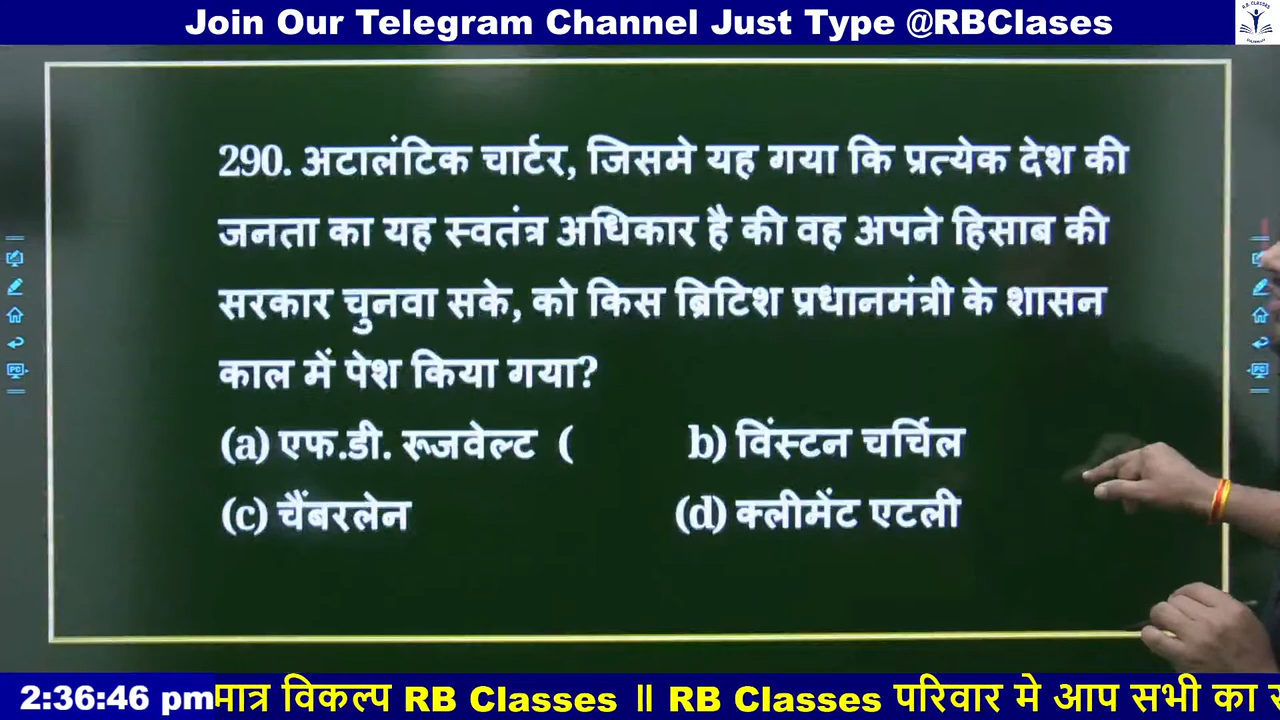 Join Our Telegram Channel Just Type @RBClases
290. अटालंटिक चार्टर, जिसमे यह गया कि प्रत्येक देश की
जनता का यह स्वतंत्र अधिकार है की वह अपने हिसाब की
सरकार चुनवा सके, को किस ब्रिटिश प्रधानमंत्री के शासन
काल में पेश किया गया?
(a) एफ.डी. रूजवेल्ट ( b) विंस्टन चर्चिल
(c) चैंबरलेन (d) क्लीमेंट एटली
2:36:46 pm मात्र विकल्प RB Classes ॥ RB Classes परिवार मे आप सभी का